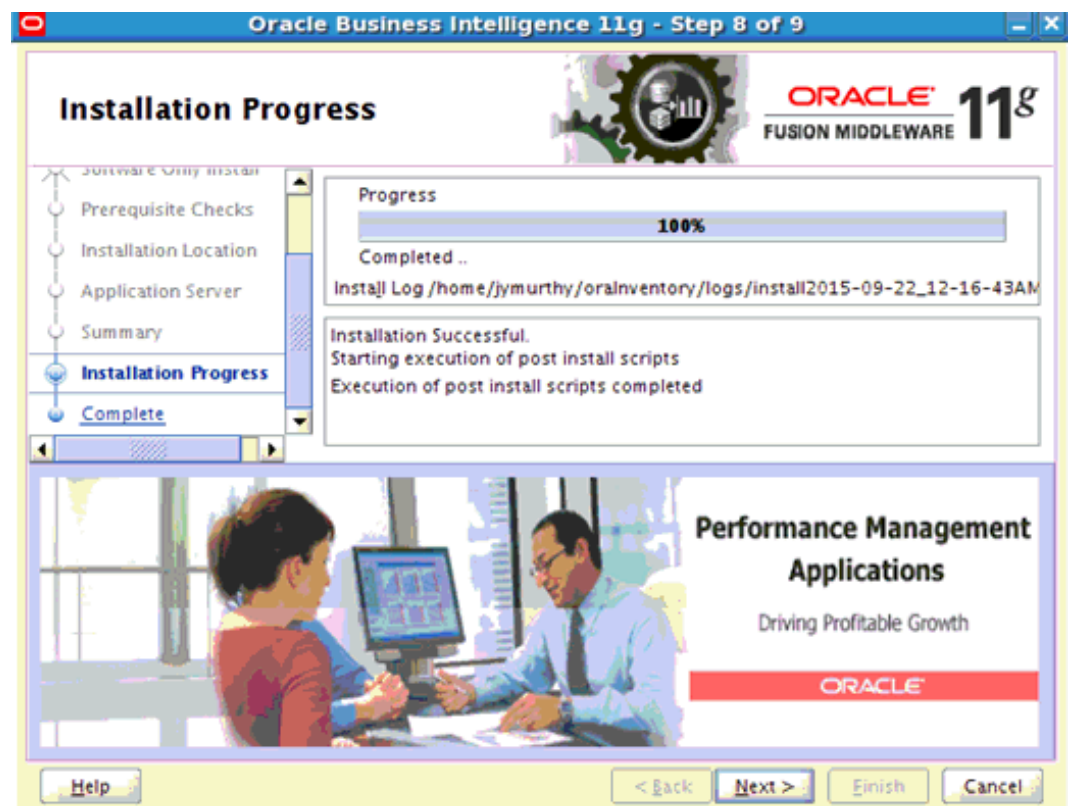 Oracle Business Intelligence 11g - Step 8 of 9
Installation Progress
ORACLE
FUSION MIDDLEWARE
11g
Software Only Install
Prerequisite Checks
Installation Location
Application Server
Summary
Installation Progress
Complete
Progress
100%
Completed ..
Install Log /home/jymurthy/oraInventory/logs/install2015-09-22_12-16-43AM
Installation Successful.
Starting execution of post install scripts
Execution of post install scripts completed
Performance Management
Applications
Driving Profitable Growth
ORACLE
Help
< Back
Next >
Finish
Cancel